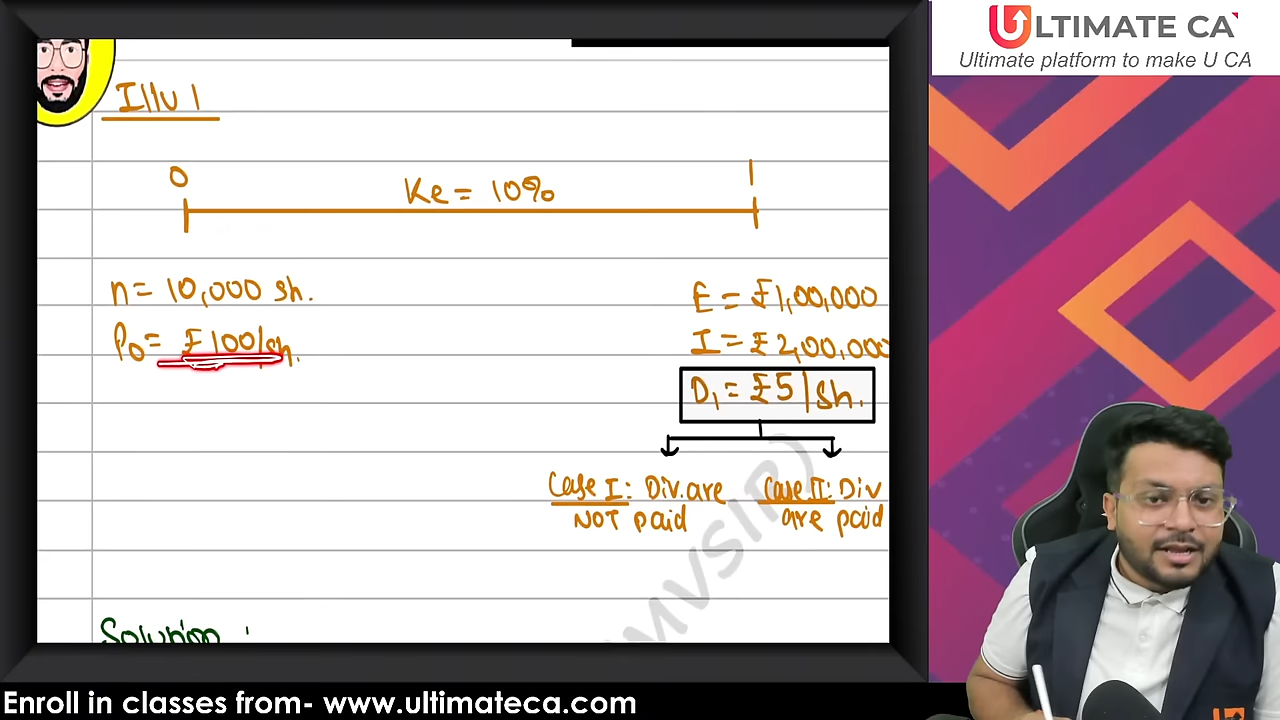 ULTIMATE CA
Ultimate platform to make U CA
Illu 1
0
Ke = 10%
1
n = 10,000 sh.
P0 = ₤100/sh.
E = ₤1,00,000
I = ₤2,00,000
D1 = ₤5/sh.
Case I: Div. are NOT paid
Case II: Div are paid
MVSIR)
Solution :
Enroll in classes from- www.ultimateca.com